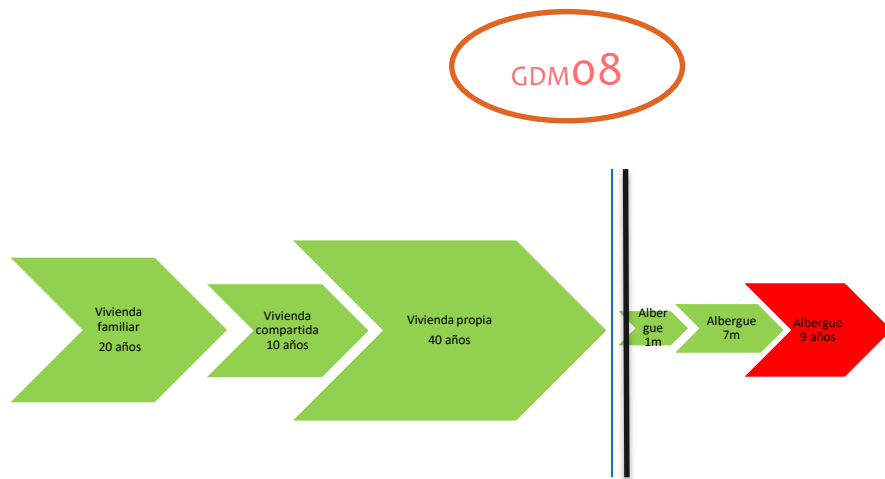 GDM08
Vivienda
familiar
20 años
Vivienda
compartida
10 años
Vivienda propia
40 años
Alber
gue
1m
Albergue
7m
Albergue
9 años